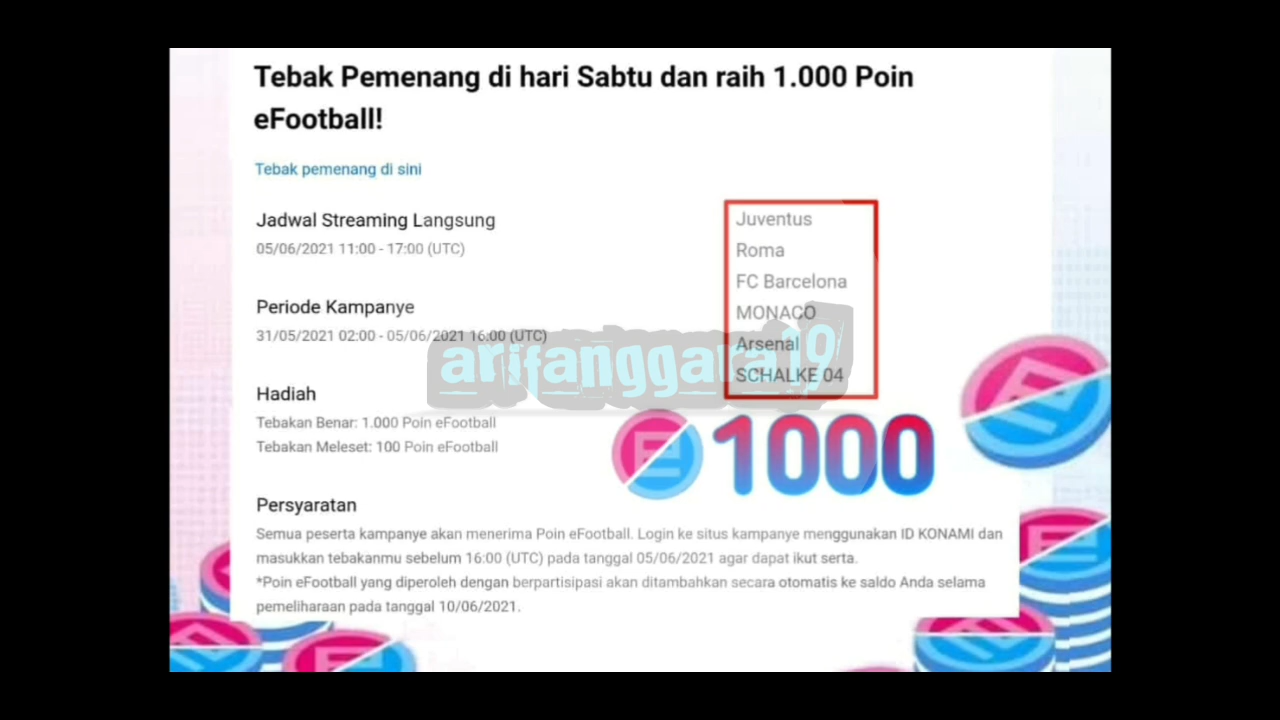 Tebak Pemenang di hari Sabtu dan raih 1.000 Poin
eFootball!
Tebak pemenang di sini
Jadwal Streaming Langsung
05/06/2021 11:00 - 17:00 (UTC)
Periode Kampanye
31/05/2021 02:00 - 05/06/2021 16:00 (UTC)
Hadiah
Tebakan Benar: 1.000 Poin eFootball
Tebakan Meleset: 100 Poin eFootball
Juventus
Roma
FC Barcelona
MONACO
Arsenal
SCHALKE 04
arifanggara19
1000
Persyaratan
Semua peserta kampanye akan menerima Poin eFootball. Login ke situs kampanye menggunakan ID KONAMI dan
masukkan tebakanmu sebelum 16:00 (UTC) pada tanggal 05/06/2021 agar dapat ikut serta.
*Poin eFootball yang diperoleh dengan berpartisipasi akan ditambahkan secara otomatis ke saldo Anda selama
pemeliharaan pada tanggal 10/06/2021.